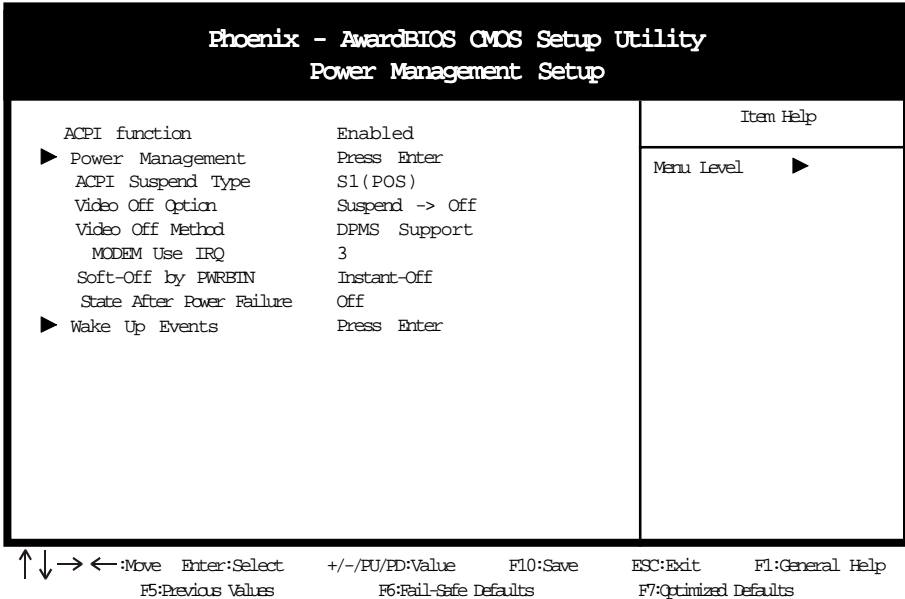 Phoenix - AwardBIOS CMOS Setup Utility
Power Management Setup
ACPI function Enabled
▶ Power Management Press Enter
ACPI Suspend Type S1(POS)
Video Off Option Suspend -> Off
Video Off Method DPMS Support
MODEM Use IRQ 3
Soft-Off by PWRBTN Instant-Off
State After Power Failure Off
▶ Wake Up Events Press Enter
Item Help
Menu Level ▶
↑↓→←:Move Enter:Select +/-/PU/PD:Value F10:Save ESC:Exit F1:General Help
F5:Previous Values F6:Fail-Safe Defaults F7:Optimized Defaults